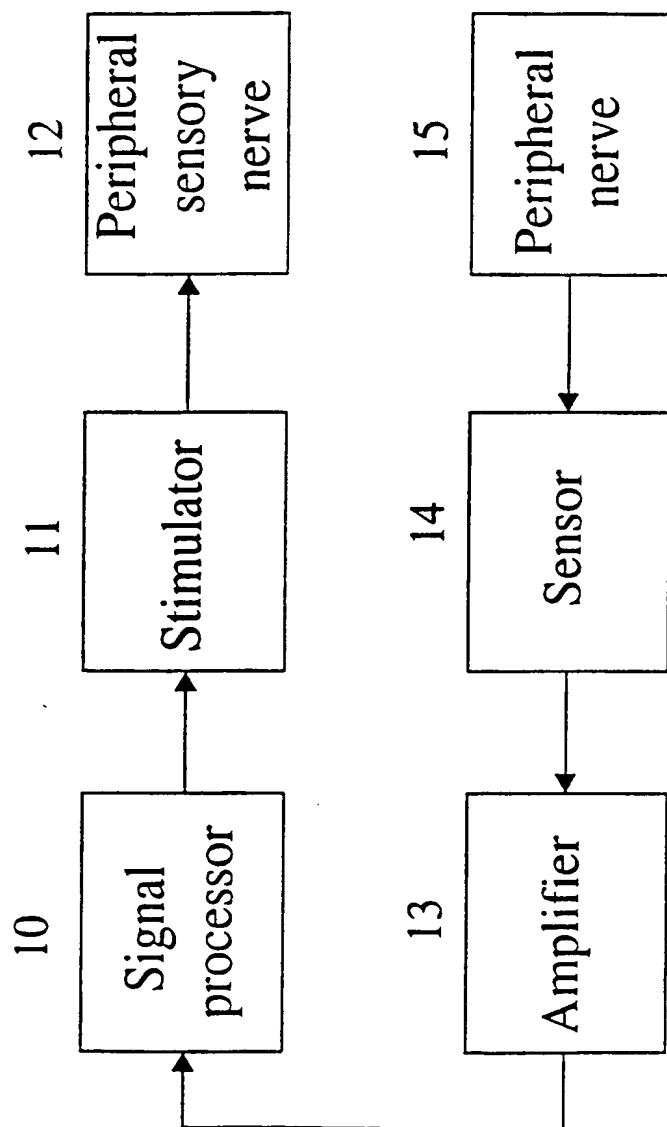 10
Signal
processor
11
Stimulator
12
Peripheral
sensory
nerve
13
Amplifier
14
Sensor
15
Peripheral
nerve